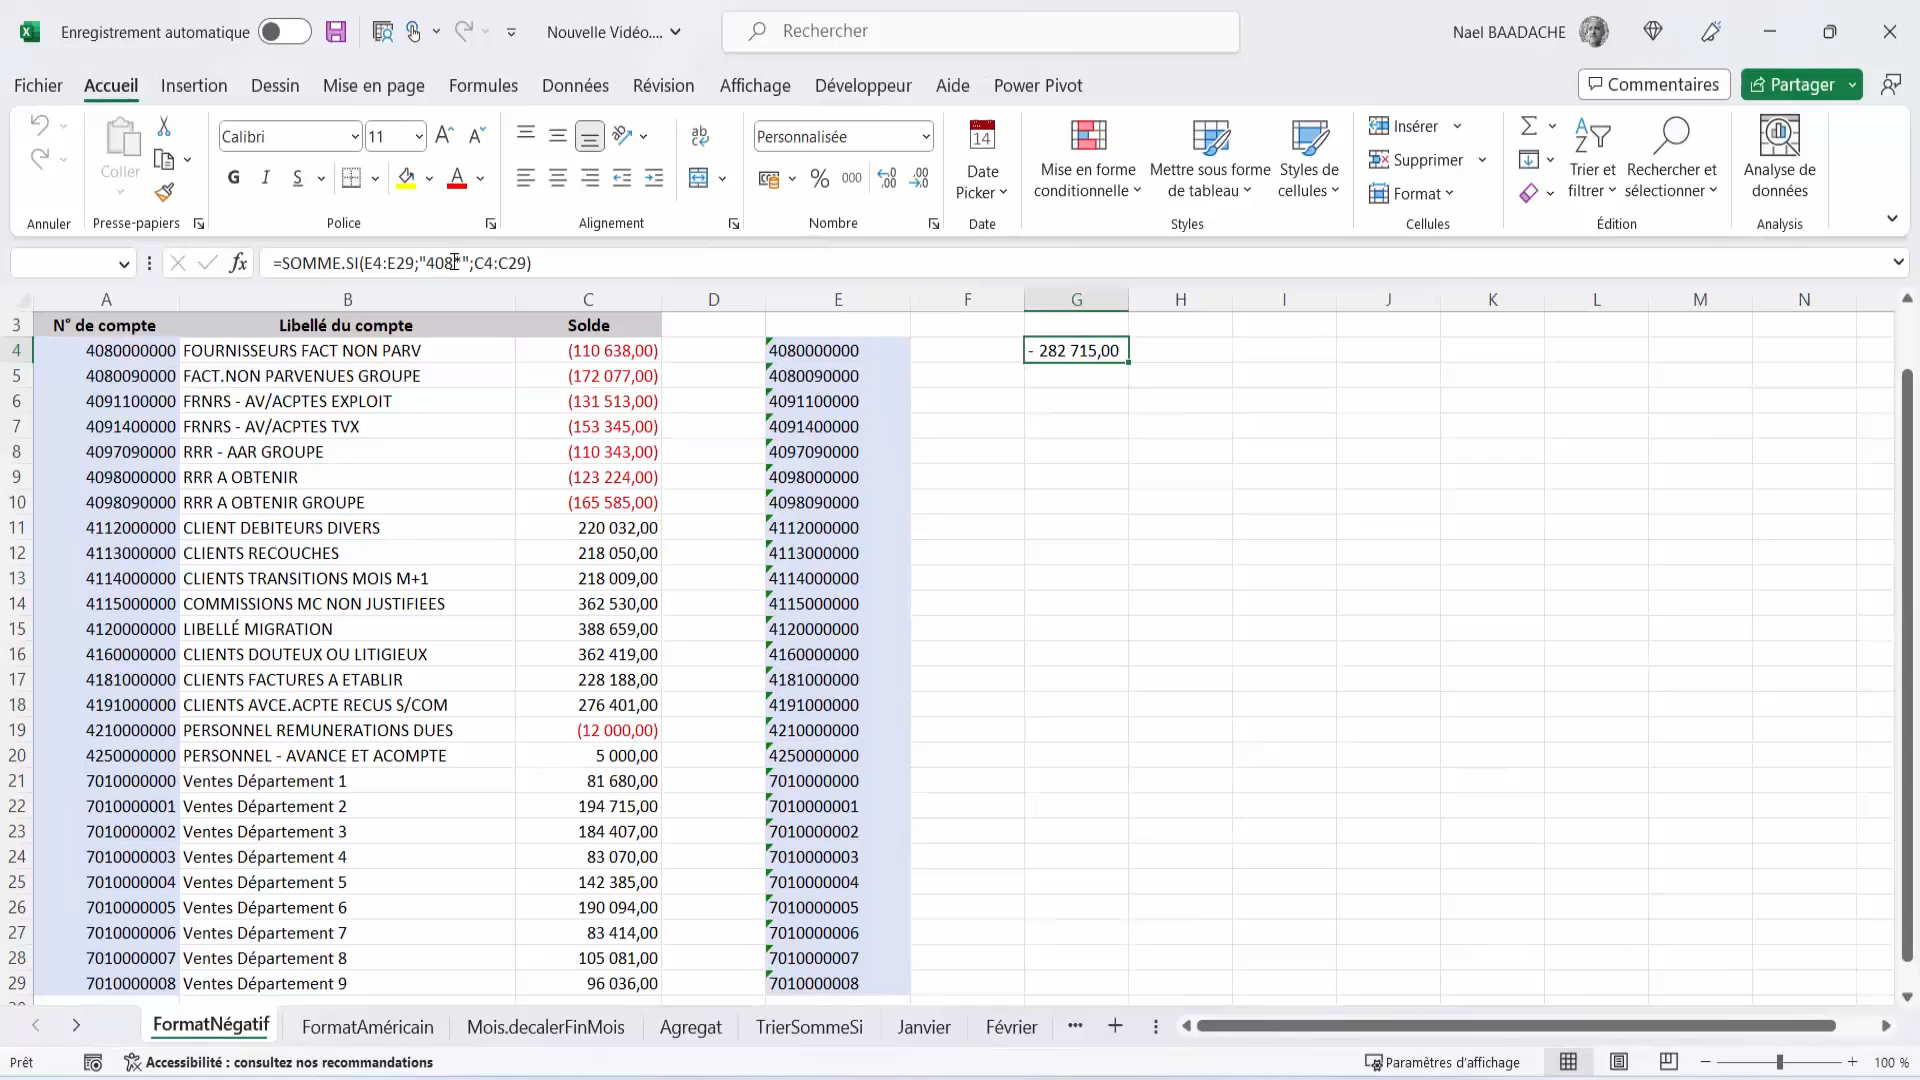 Enregistrement automatique
Nouvelle Vidéo....
Rechercher
Nael BAADACHE
Fichier Accueil Insertion Dessin Mise en page Formules Données Révision Affichage Développeur Aide Power Pivot
Commentaires
Partager
Coller
Calibri 11
G I S
Personnalisée
% 000
14
Date Picker
Mise en forme conditionnelle
Mettre sous forme de tableau
Styles de cellules
Insérer
Supprimer
Format
Trier et filtrer
Rechercher et sélectionner
Analyse de données
Annuler Presse-papiers Police Alignement Nombre Date Styles Cellules Édition Analysis
=SOMME.SI(E4:E29;"408*";C4:C29)
A B C D E F G H I J K L M N
3 N° de compte Libellé du compte Solde
4 4080000000 FOURNISSEURS FACT NON PARV (110 638,00) 4080000000 - 282 715,00
5 4080090000 FACT.NON PARVENUES GROUPE (172 077,00) 4080090000
6 4091100000 FRNRS - AV/ACPTES EXPLOIT (131 513,00) 4091100000
7 4091400000 FRNRS - AV/ACPTES TVX (153 345,00) 4091400000
8 4097090000 RRR - AAR GROUPE (110 343,00) 4097090000
9 4098000000 RRR A OBTENIR (123 224,00) 4098000000
10 4098090000 RRR A OBTENIR GROUPE (165 585,00) 4098090000
11 4112000000 CLIENT DEBITEURS DIVERS 220 032,00 4112000000
12 4113000000 CLIENTS RECOUCHES 218 050,00 4113000000
13 4114000000 CLIENTS TRANSITIONS MOIS M+1 218 009,00 4114000000
14 4115000000 COMMISSIONS MC NON JUSTIFIEES 362 530,00 4115000000
15 4120000000 LIBELLÉ MIGRATION 388 659,00 4120000000
16 4160000000 CLIENTS DOUTEUX OU LITIGIEUX 362 419,00 4160000000
17 4181000000 CLIENTS FACTURES A ETABLIR 228 188,00 4181000000
18 4191000000 CLIENTS AVCE.ACPTE RECUS S/COM 276 401,00 4191000000
19 4210000000 PERSONNEL REMUNERATIONS DUES (12 000,00) 4210000000
20 4250000000 PERSONNEL - AVANCE ET ACOMPTE 5 000,00 4250000000
21 7010000000 Ventes Département 1 81 680,00 7010000000
22 7010000001 Ventes Département 2 194 715,00 7010000001
23 7010000002 Ventes Département 3 184 407,00 7010000002
24 7010000003 Ventes Département 4 83 070,00 7010000003
25 7010000004 Ventes Département 5 142 385,00 7010000004
26 7010000005 Ventes Département 6 190 094,00 7010000005
27 7010000006 Ventes Département 7 83 414,00 7010000006
28 7010000007 Ventes Département 8 105 081,00 7010000007
29 7010000008 Ventes Département 9 96 036,00 7010000008
FormatNégatif FormatAméricain Mois.decalerFinMois Agregat TrierSommeSi Janvier Février
Prêt
Accessibilité : consultez nos recommandations
Paramètres d'affichage
100 %